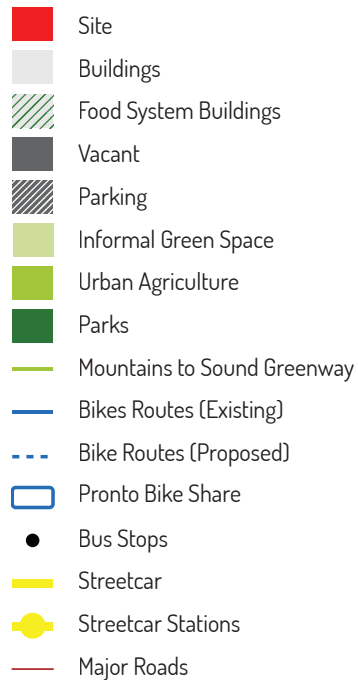 Site
Buildings
Food System Buildings
Vacant
Parking
Informal Green Space
Urban Agriculture
Parks
Mountains to Sound Greenway
Bikes Routes (Existing)
Bike Routes (Proposed)
Pronto Bike Share
Bus Stops
Streetcar
Streetcar Stations
Major Roads